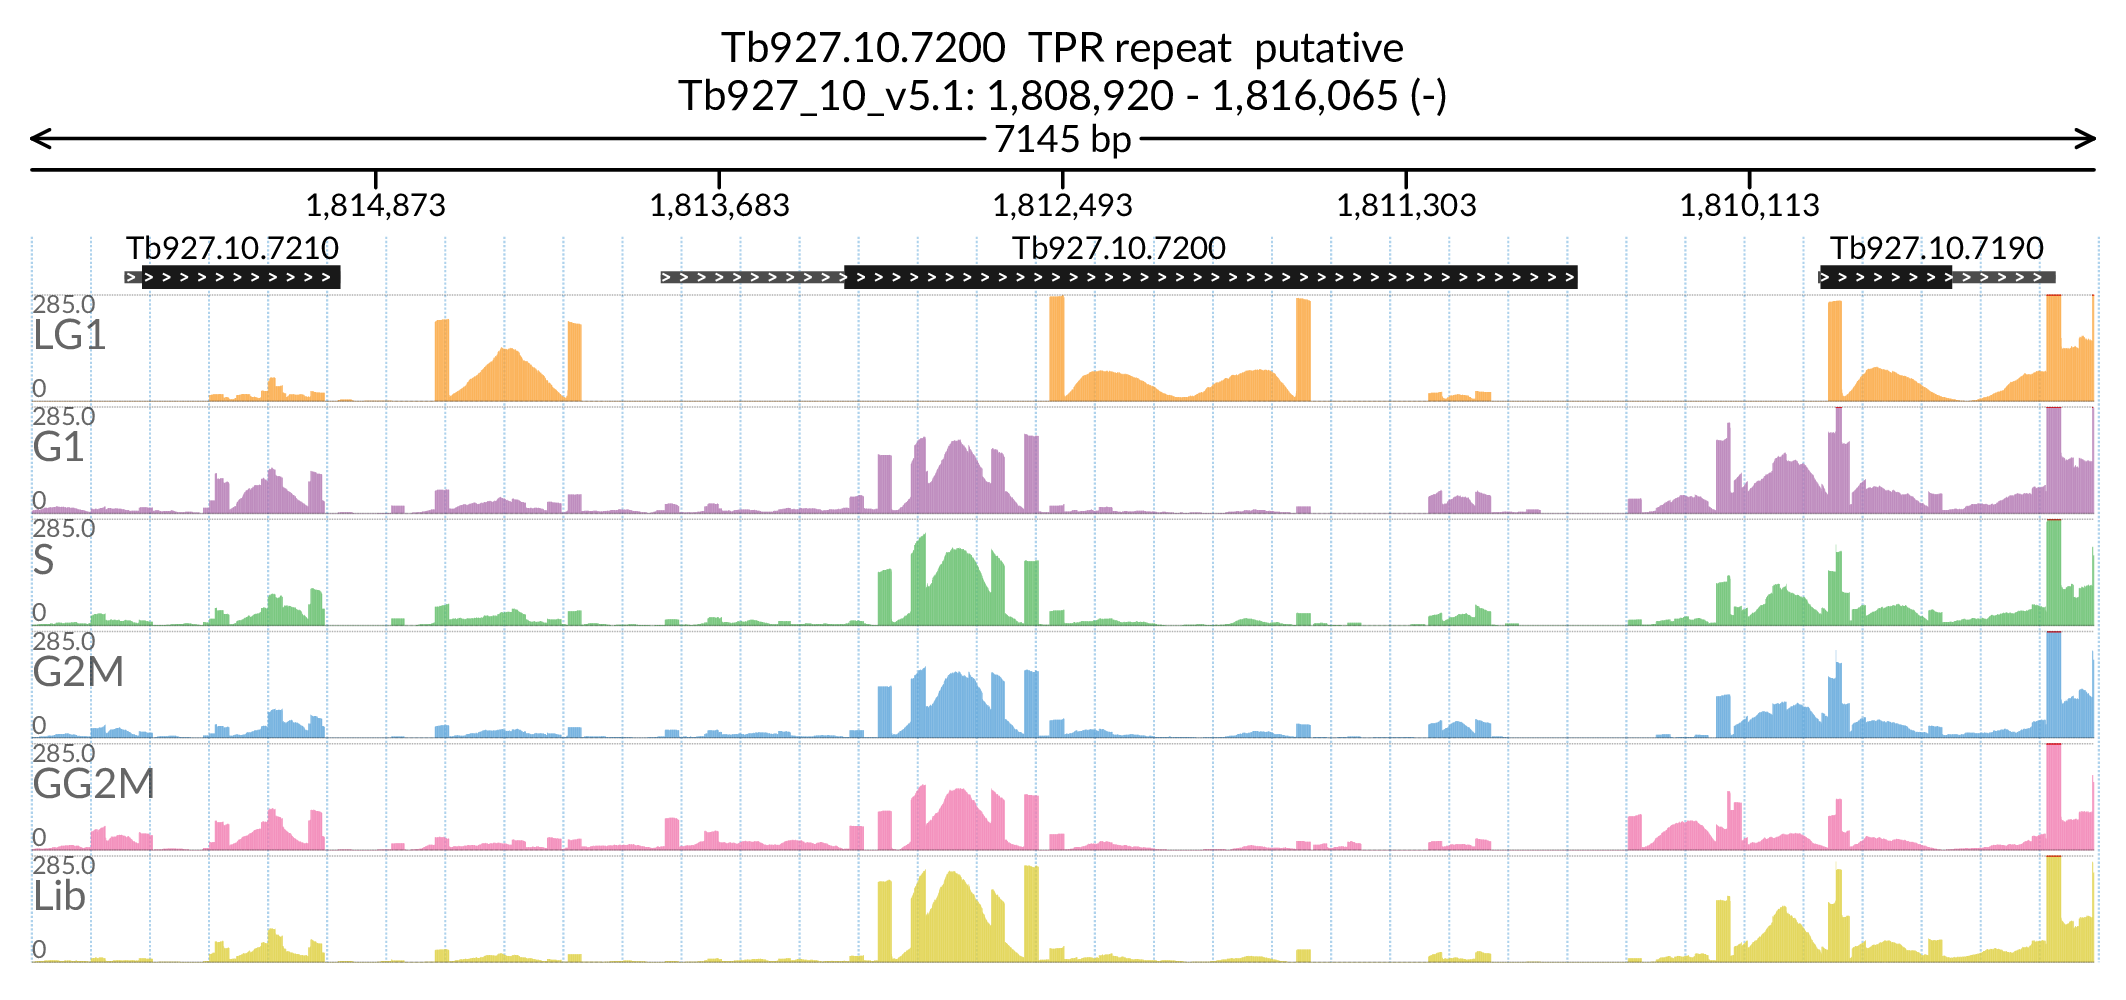 Tb927.10.7200 TPR repeat putative
Tb927_10_v5.1: 1,808,920 - 1,816,065 (-)
7145 bp
1,814,873 1,813,683 1,812,493 1,811,303 1,810,113
Tb927.10.7210 Tb927.10.7200 Tb927.10.7190
285.0
LG1
0
285.0
G1
0
285.0
S
0
285.0
G2M
0
285.0
GG2M
0
285.0
Lib
0